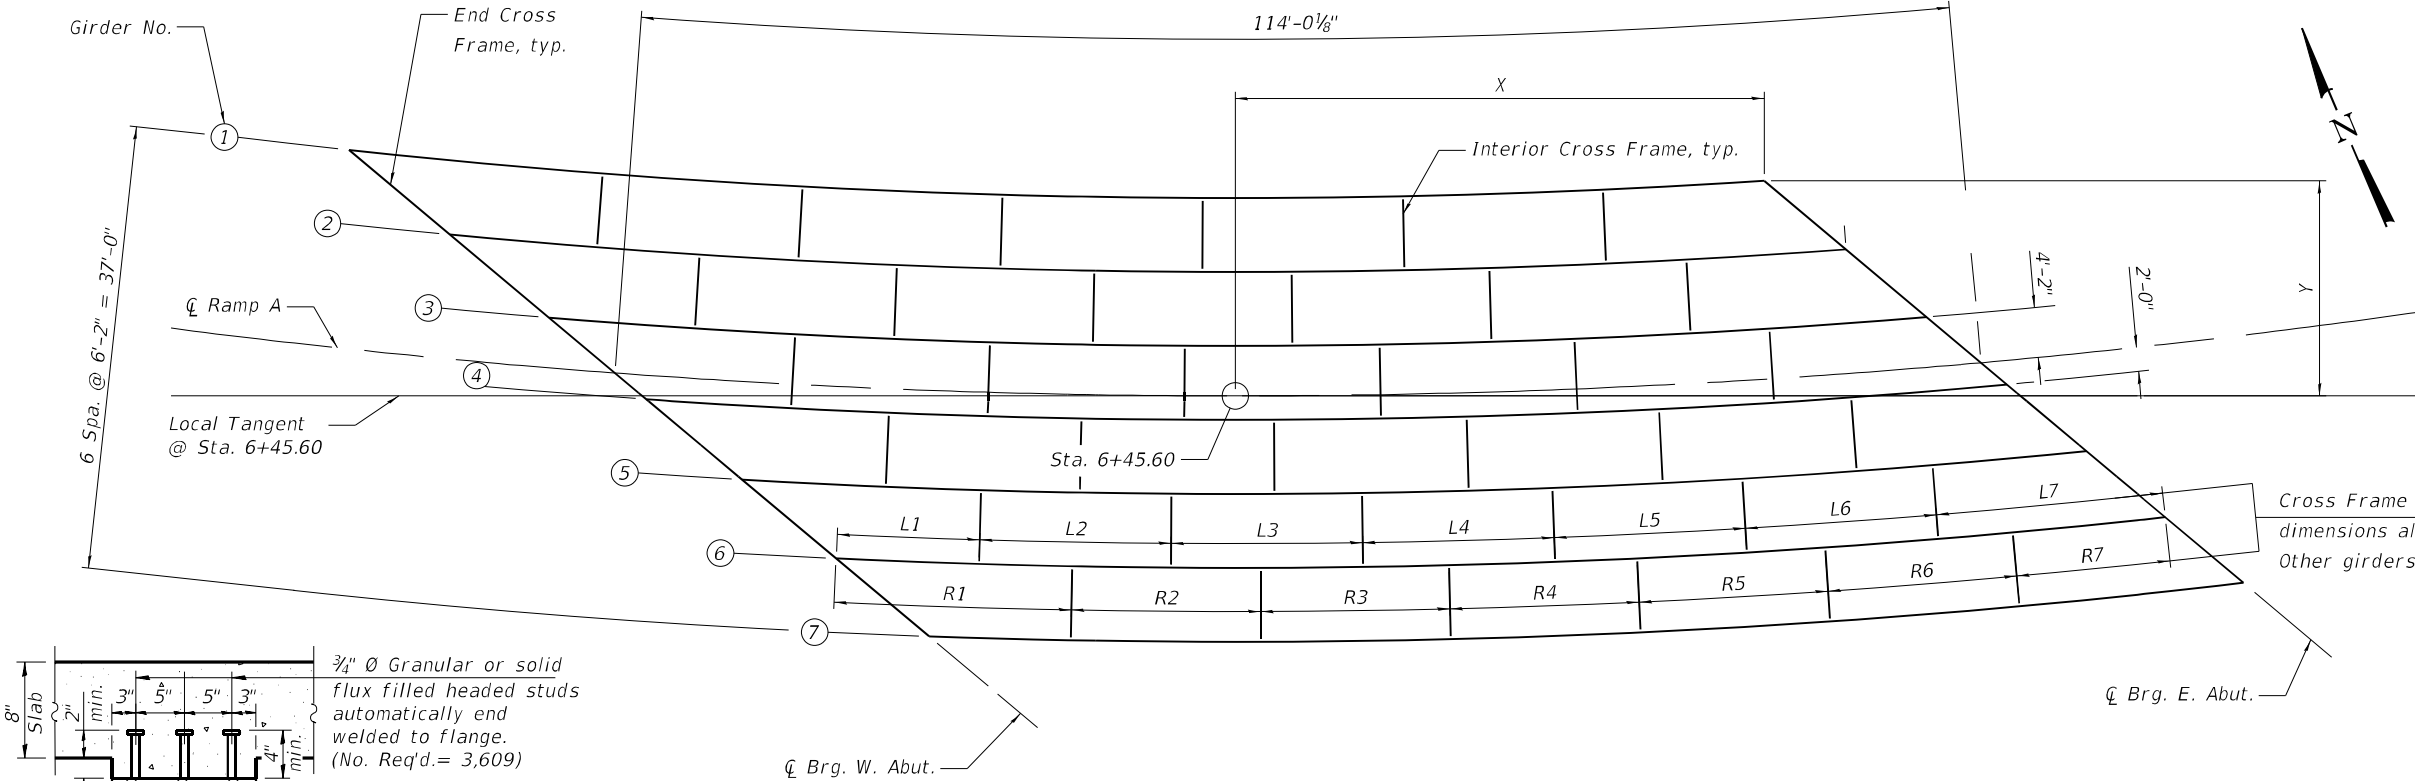 Girder No.
End Cross
Frame, typ.
114'-0⅛"
X
Interior Cross Frame, typ.
N
1
2
3
4
5
6
7
6 Spa. @ 6'-2" = 37'-0"
℄ Ramp A
Local Tangent
@ Sta. 6+45.60
Sta. 6+45.60
4'-2"
2'-0"
Y
L1
L2
L3
L4
L5
L6
L7
R1
R2
R3
R4
R5
R6
R7
Cross Frame
dimensions al
Other girders
℄ Brg. E. Abut.
℄ Brg. W. Abut.
8"
Slab
2"
min.
3"
5"
5"
3"
4"
min.
¾" Ø Granular or solid
flux filled headed studs
automatically end
welded to flange.
(No. Req'd.= 3,609)